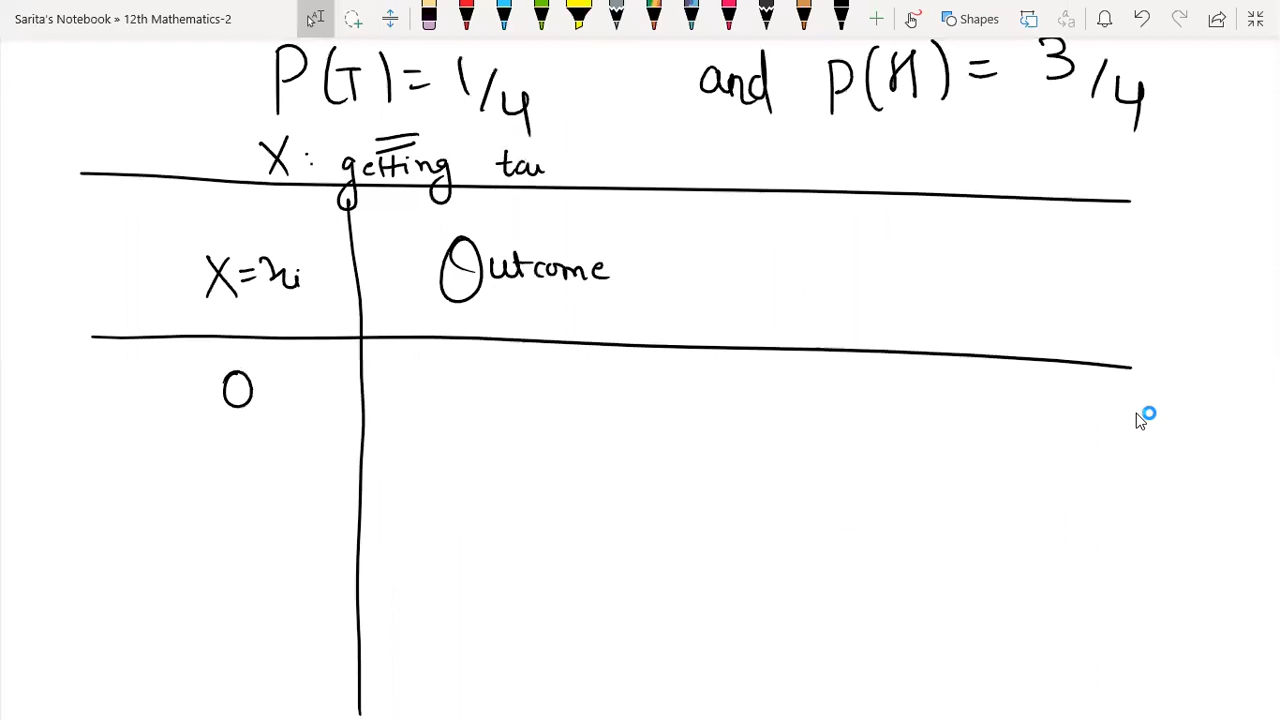 Sarita's Notebook » 12th Mathematics-2
Shapes
P(T) = 1/4 and P(H) = 3/4
X : getting tai
X = xi Outcome
0